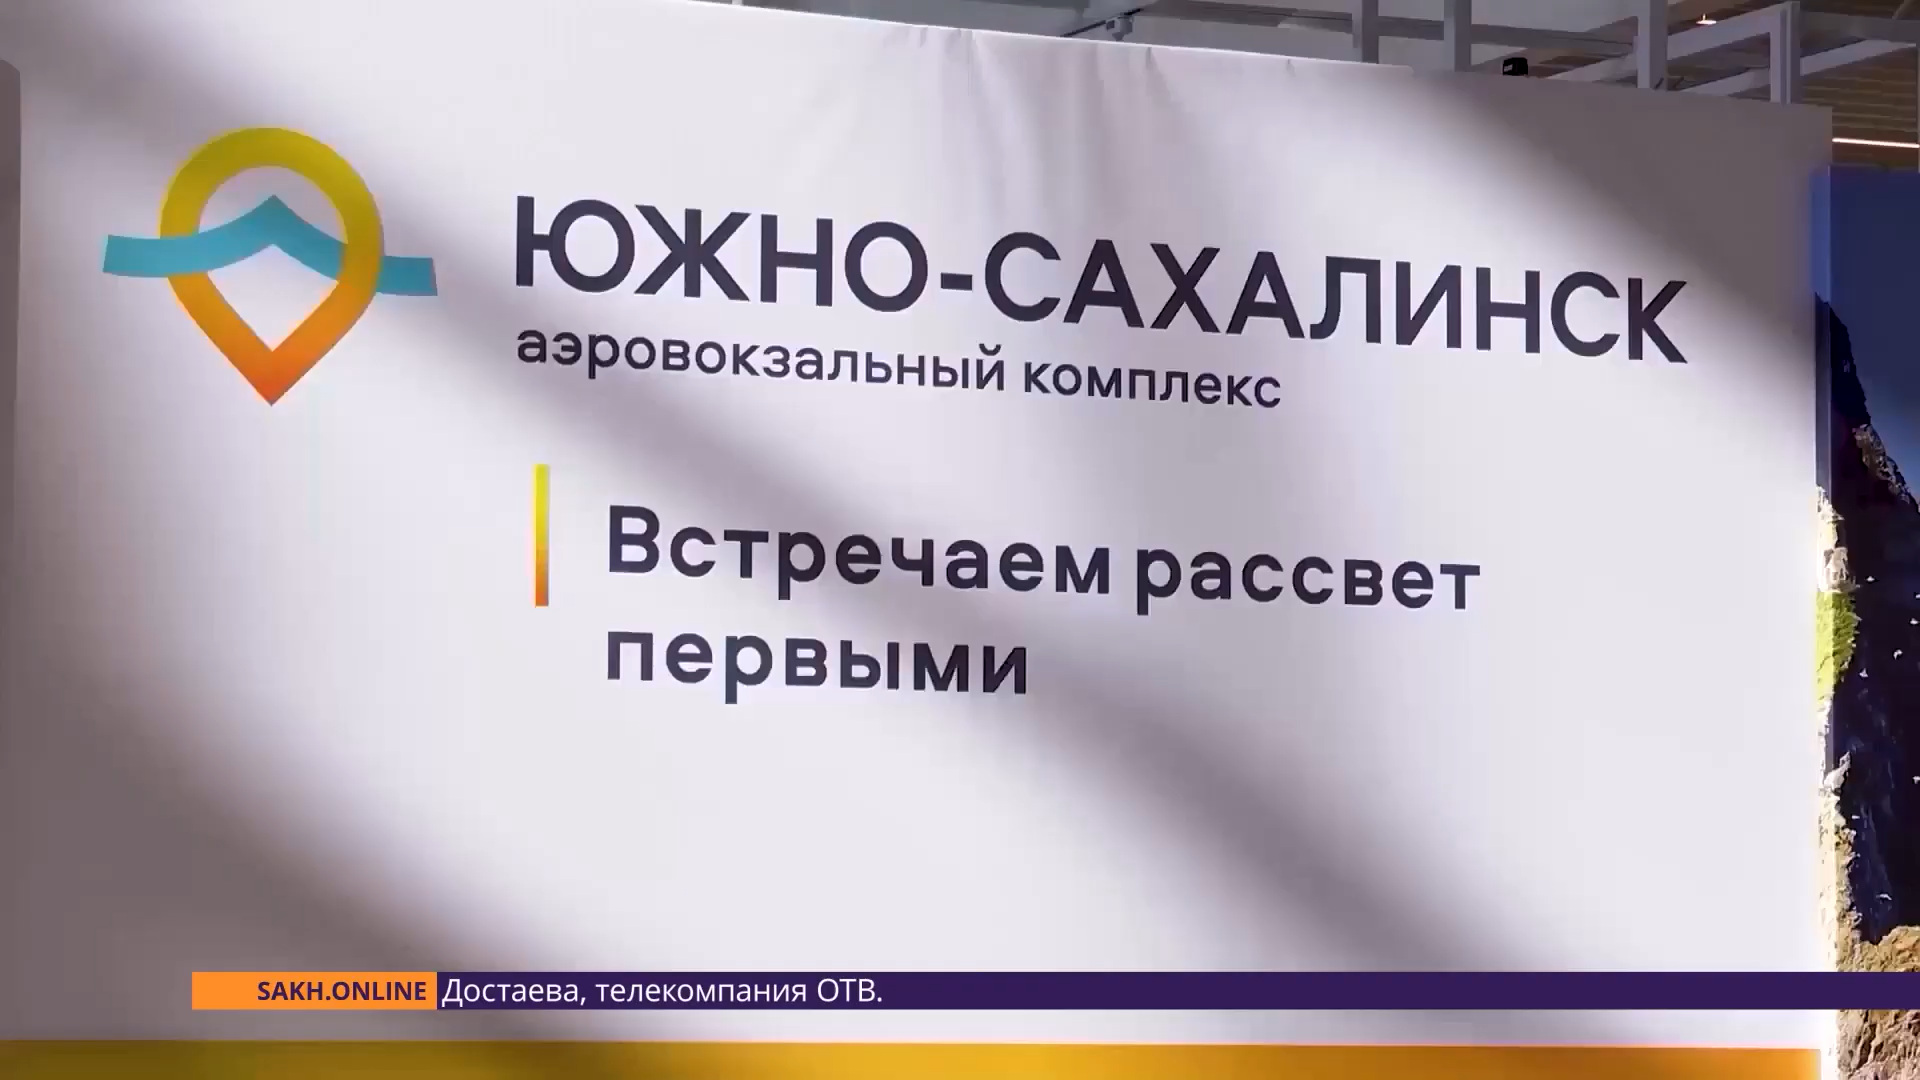 ЮЖНО-САХАЛИНСК
аэровокзальный комплекс
Встречаем рассвет
первыми
SAKH.ONLINE Достаева, телекомпания ОТВ.